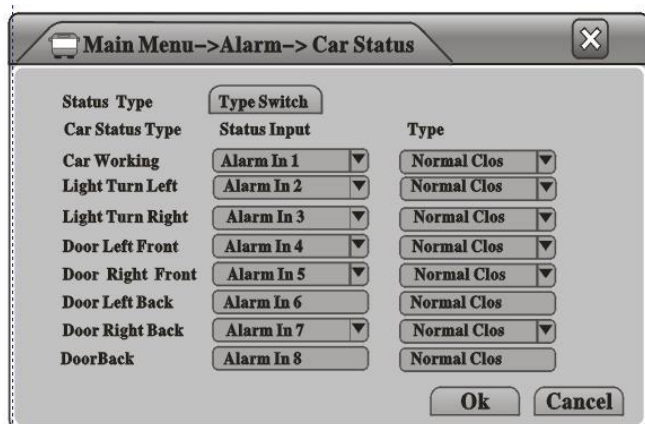 Main Menu–>Alarm–> Car Status
Status Type Type Switch
Car Status Type Status Input Type
Car Working Alarm In 1 Normal Clos
Light Turn Left Alarm In 2 Normal Clos
Light Turn Right Alarm In 3 Normal Clos
Door Left Front Alarm In 4 Normal Clos
Door Right Front Alarm In 5 Normal Clos
Door Left Back Alarm In 6 Normal Clos
Door Right Back Alarm In 7 Normal Clos
DoorBack Alarm In 8 Normal Clos
Ok Cancel